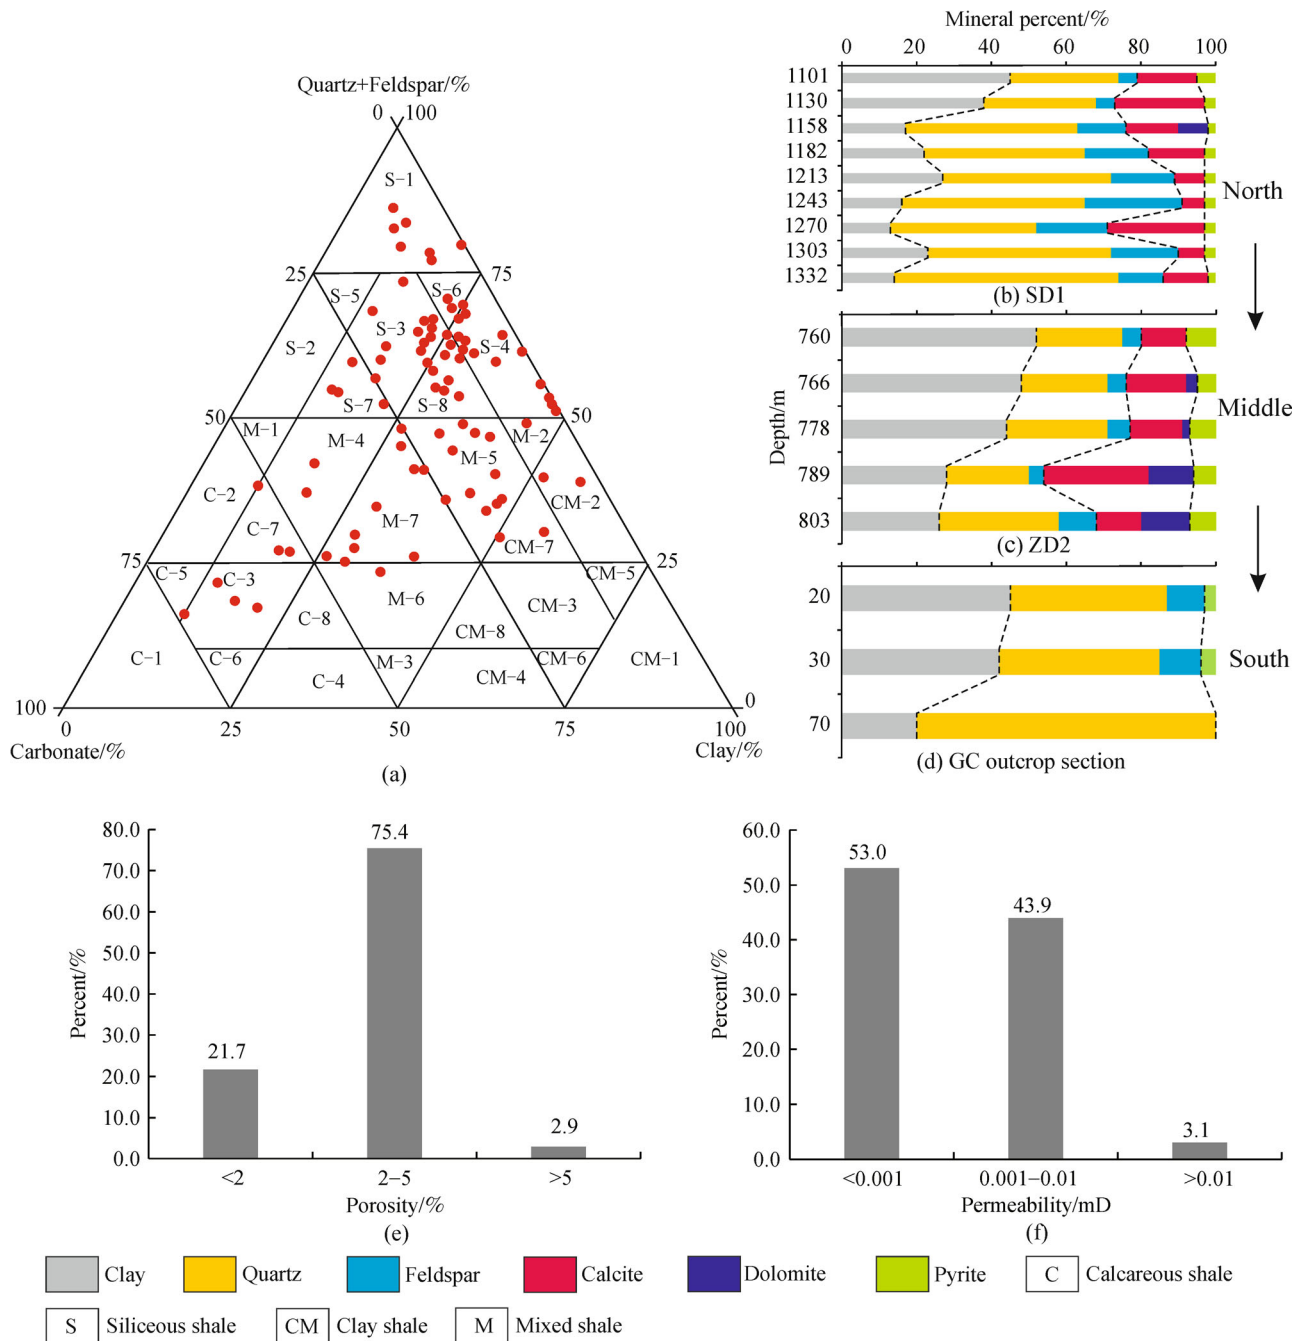 Quartz+Feldspar/%
0 100
S−1
25 75
S−5 S−6
S−3
S−2 S−4
S−7 S−8
50 50
M−1 M−4 M−2
M−5
C−2 CM−2
C−7 M−7
CM−7
75 25
C−5 C−3 CM−5
M−6 CM−3
C−8 CM−8
C−1 C−6 M−3 CM−6 CM−1
C−4 CM−4
100 0
0 25 50 75 100
Carbonate/% Clay/%
(a)
Mineral percent/%
0 20 40 60 80 100
1101
1130
1158
1182
1213 North
1243
1270
1303
1332
(b) SD1
760
766
Middle
778
Depth/m
789
803
(c) ZD2
20
30 South
70
(d) GC outcrop section
80.0
70.0
60.0
50.0
40.0
30.0
20.0
10.0
0.0
Percent/%
21.7 75.4 2.9
<2 2−5 >5
Porosity/%
(e)
60.0
50.0
40.0
30.0
20.0
10.0
0.0
Percent/%
53.0 43.9 3.1
<0.001 0.001−0.01 >0.01
Permeability/mD
(f)
Clay Quartz Feldspar Calcite Dolomite Pyrite C Calcareous shale
S Siliceous shale CM Clay shale M Mixed shale